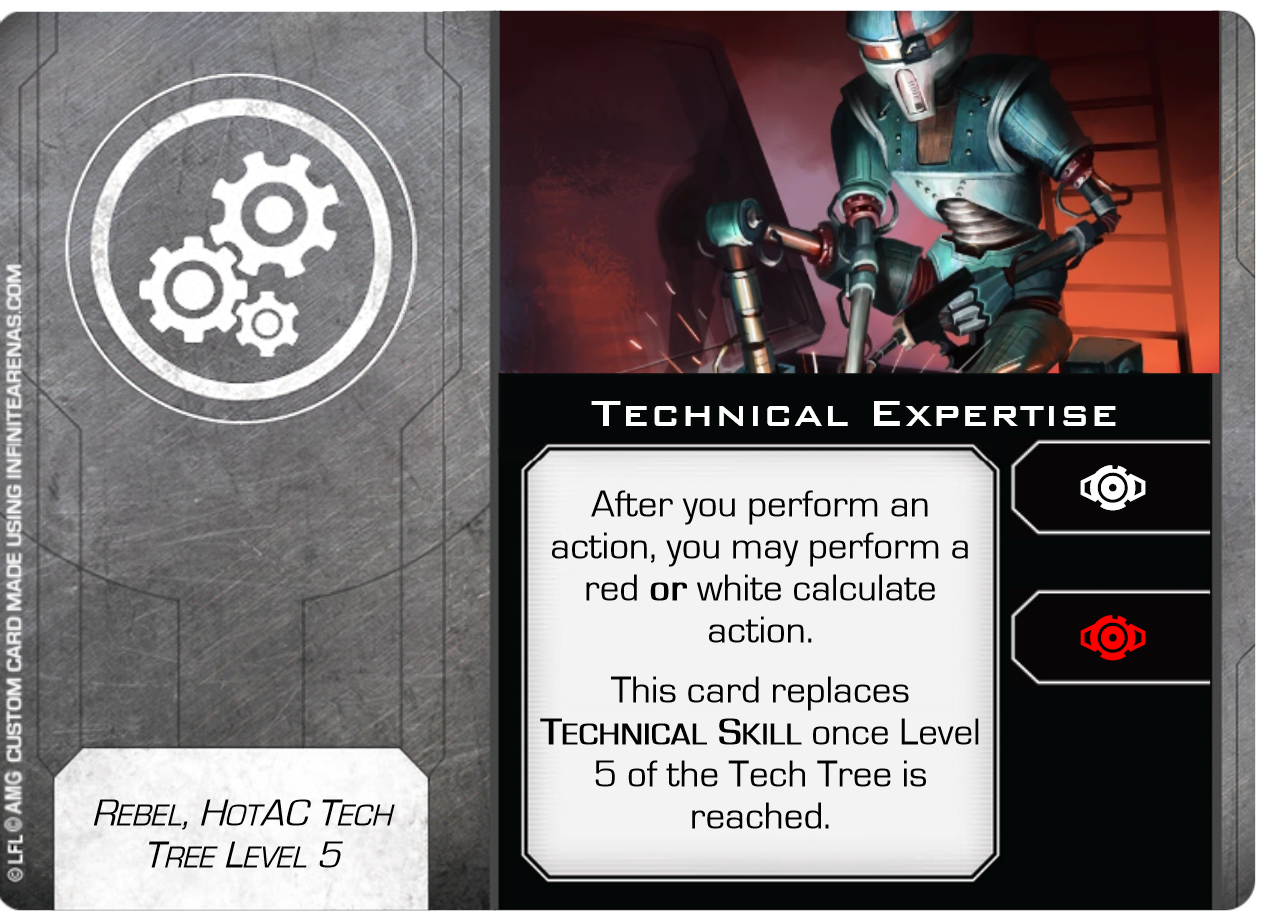 © LFL © AMG CUSTOM CARD MADE USING INFINITEARENAS.COM
REBEL, HOTAC TECH
TREE LEVEL 5
TECHNICAL EXPERTISE
After you perform an
action, you may perform a
red or white calculate
action.
This card replaces
TECHNICAL SKILL once Level
5 of the Tech Tree is
reached.